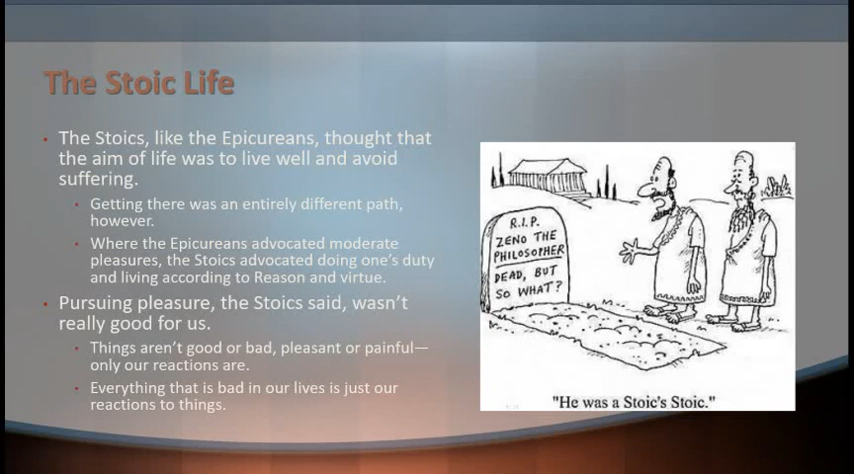 The Stoic Life
• The Stoics, like the Epicureans, thought that
the aim of life was to live well and avoid
suffering.
• Getting there was an entirely different path,
however.
• Where the Epicureans advocated moderate
pleasures, the Stoics advocated doing one’s duty
and living according to Reason and virtue.
• Pursuing pleasure, the Stoics said, wasn’t
really good for us.
• Things aren’t good or bad, pleasant or painful—
only our reactions are.
• Everything that is bad in our lives is just our
reactions to things.
R.I.P.
ZENO THE
PHILOSOPHER
DEAD, BUT
SO WHAT?
"He was a Stoic's Stoic."